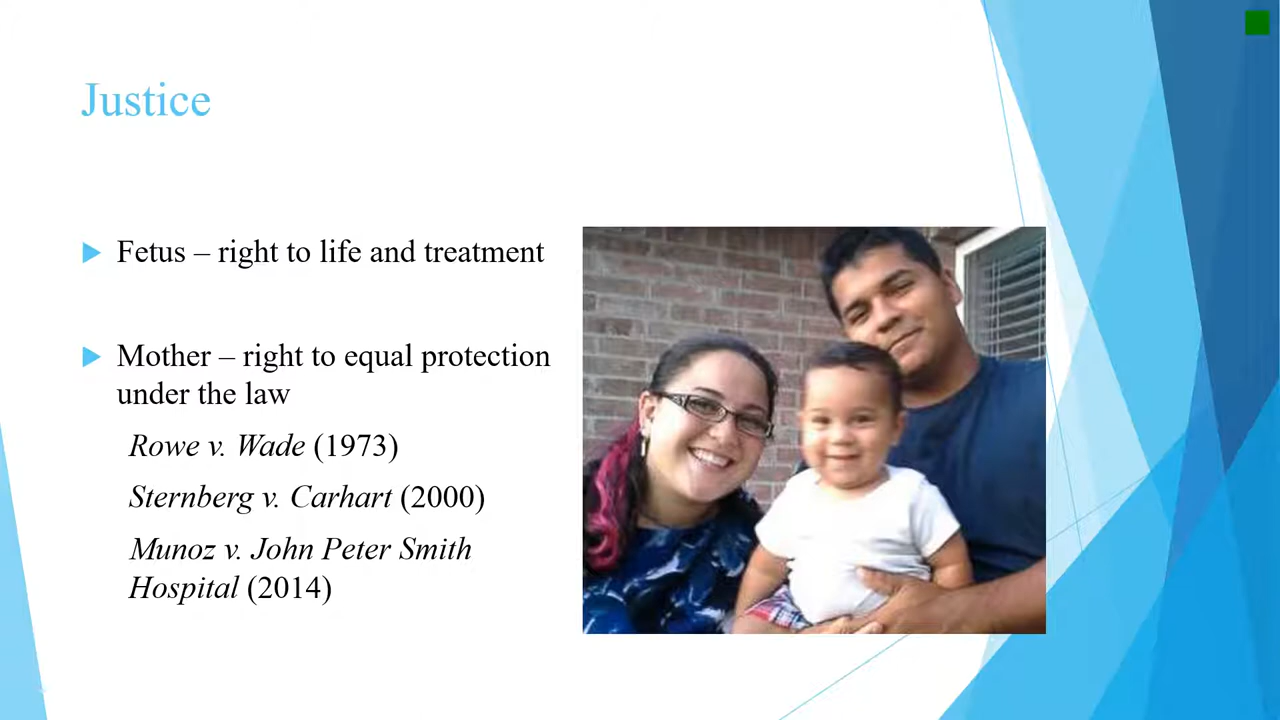 Justice
Fetus – right to life and treatment
Mother – right to equal protection
under the law
Rowe v. Wade (1973)
Sternberg v. Carhart (2000)
Munoz v. John Peter Smith
Hospital (2014)